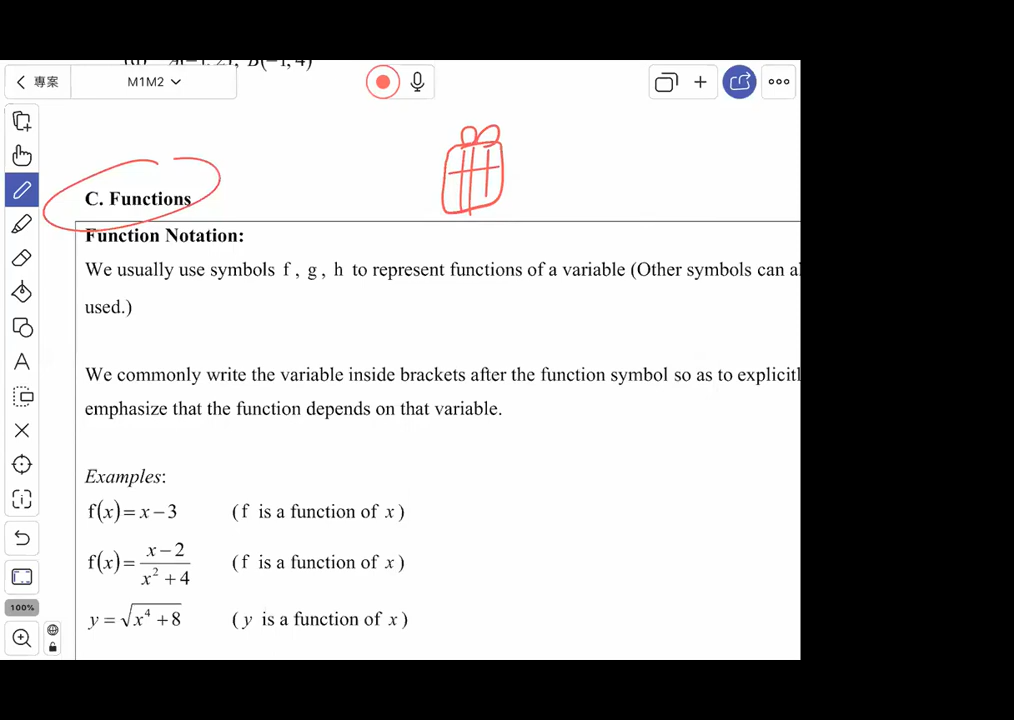 專案
M1M2
C. Functions
Function Notation:
We usually use symbols f , g , h to represent functions of a variable (Other symbols can al
used.)
We commonly write the variable inside brackets after the function symbol so as to explicitl
emphasize that the function depends on that variable.
Examples:
f(x)=x−3 (f is a function of x)
f(x)=\frac{x−2}{x²+4} (f is a function of x)
y=√(x⁴+8) (y is a function of x)
100%